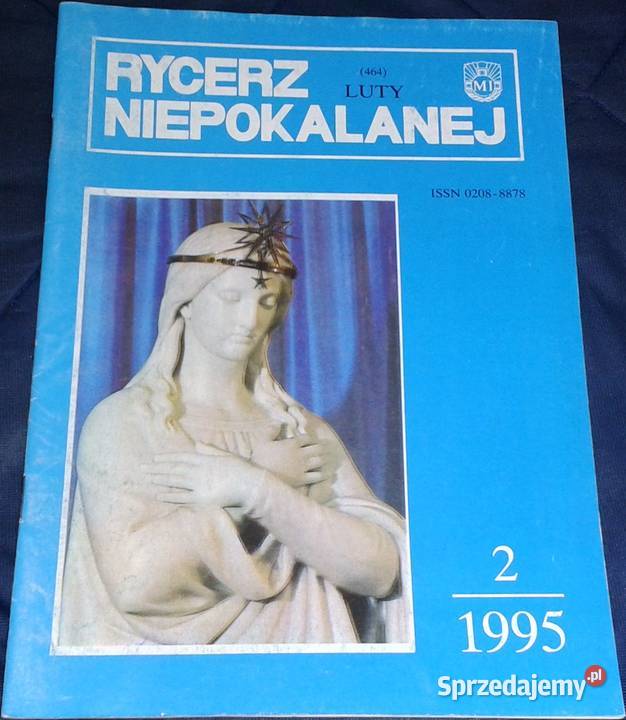 RYCERZ
(464)
LUTY
NIEPOKALANEJ
MI
ISSN 0208-8878
2
1995
Sprzedajemy.pl